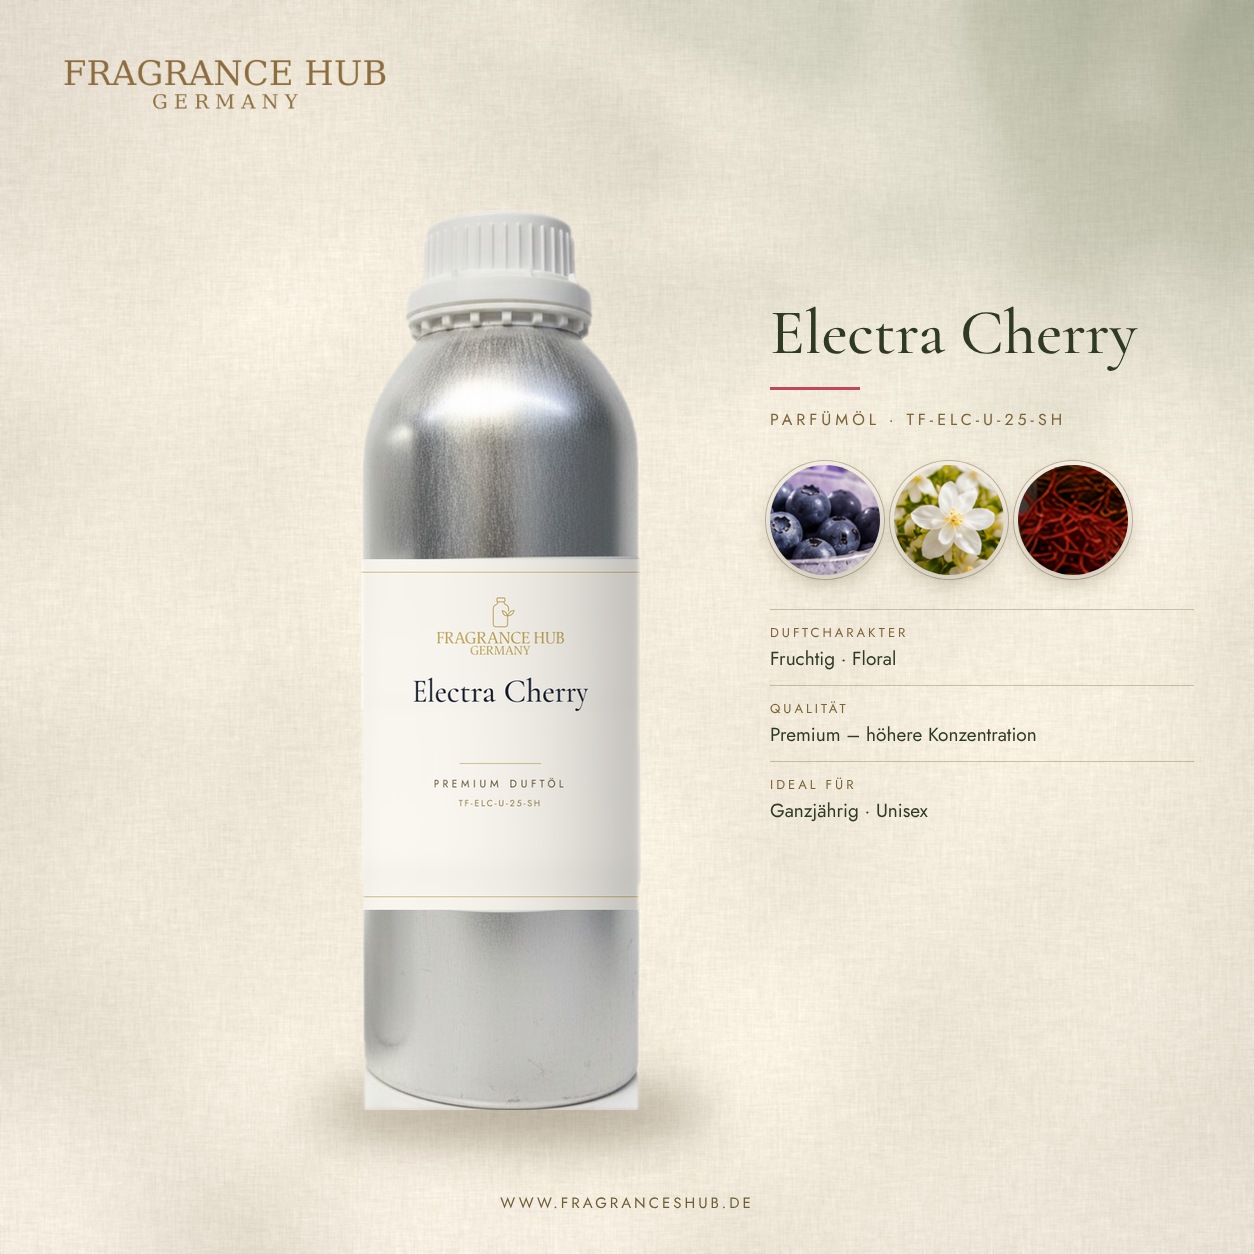 FRAGRANCE HUB
GERMANY
Electra Cherry
PARFÜMÖL · TF-ELC-U-25-SH
DUFTCHARAKTER
Fruchtig · Floral
QUALITÄT
Premium – höhere Konzentration
IDEAL FÜR
Ganzjährig · Unisex
FRAGRANCE HUB
GERMANY
Electra Cherry
PREMIUM DUFTÖL
TF-ELC-U-25-SH
WWW.FRAGRANCESHUB.DE